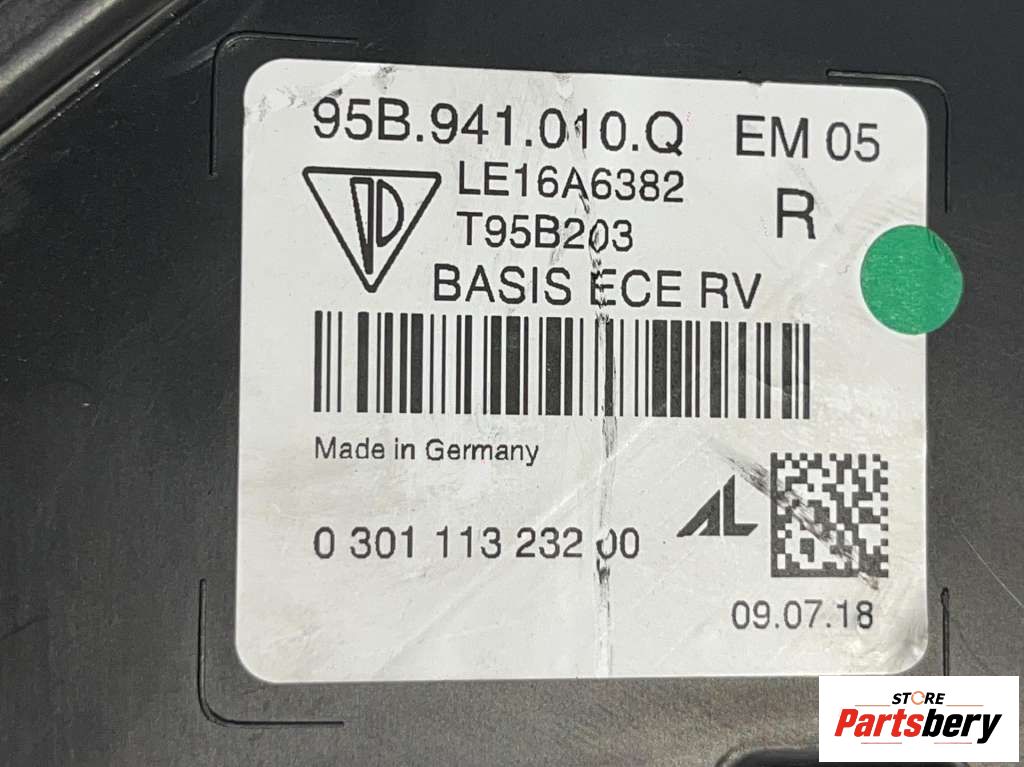 95B.941.010.Q EM 05
LE16A6382
R
T95B203
BASIS ECE RV
Made in Germany
AL
0 301 113 232 00
09.07.18
STORE
Partsbery